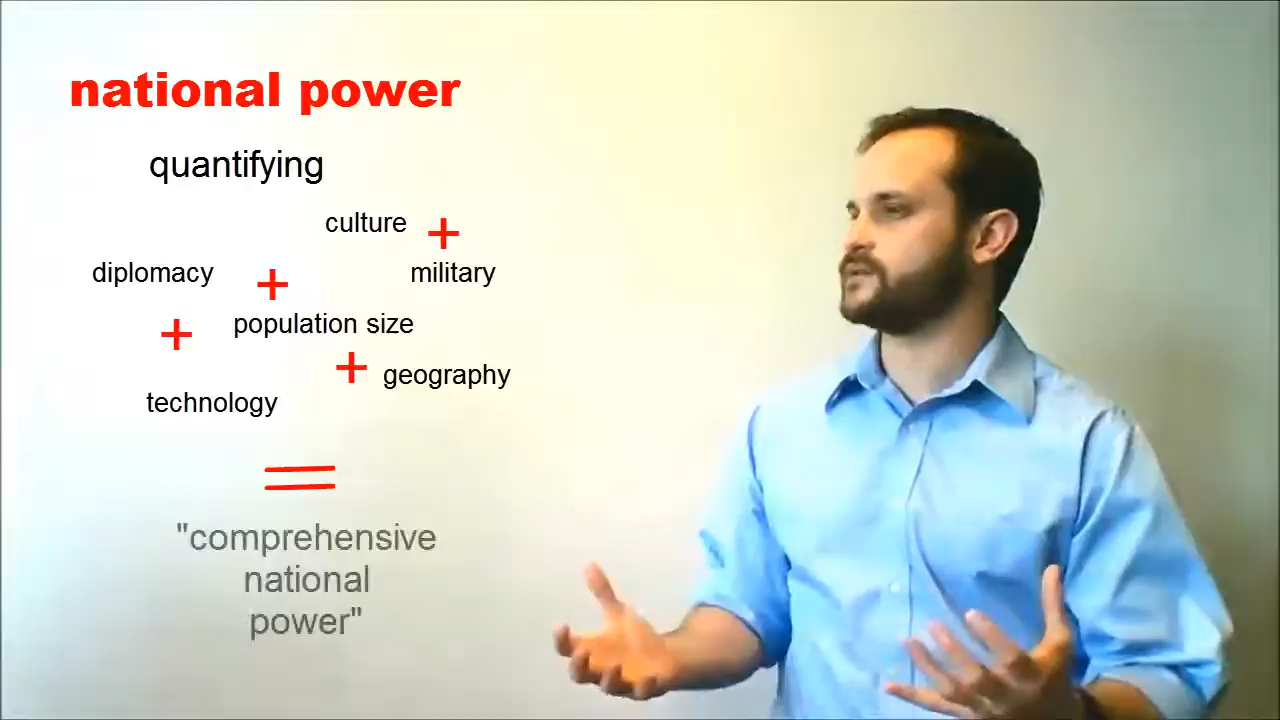 national power
quantifying
culture +
diplomacy + military
+ population size
+ geography
technology
=
"comprehensive
national
power"